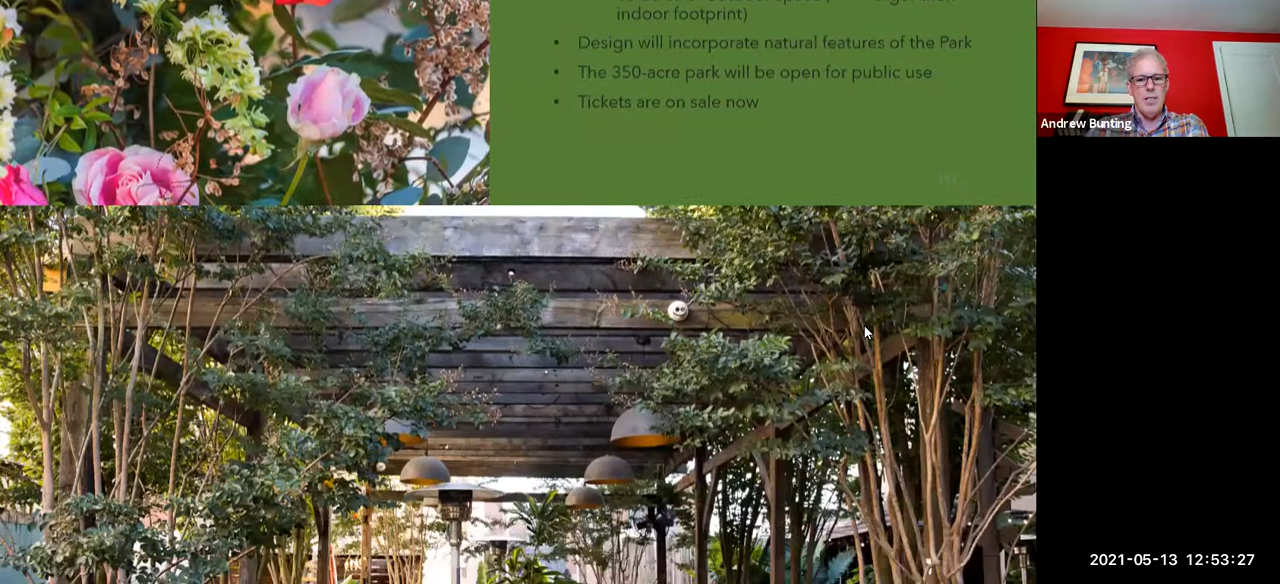 indoor footprint)
• Design will incorporate natural features of the Park
• The 350-acre park will be open for public use
• Tickets are on sale now
Andrew Bunting
2021-05-13 12:53:27